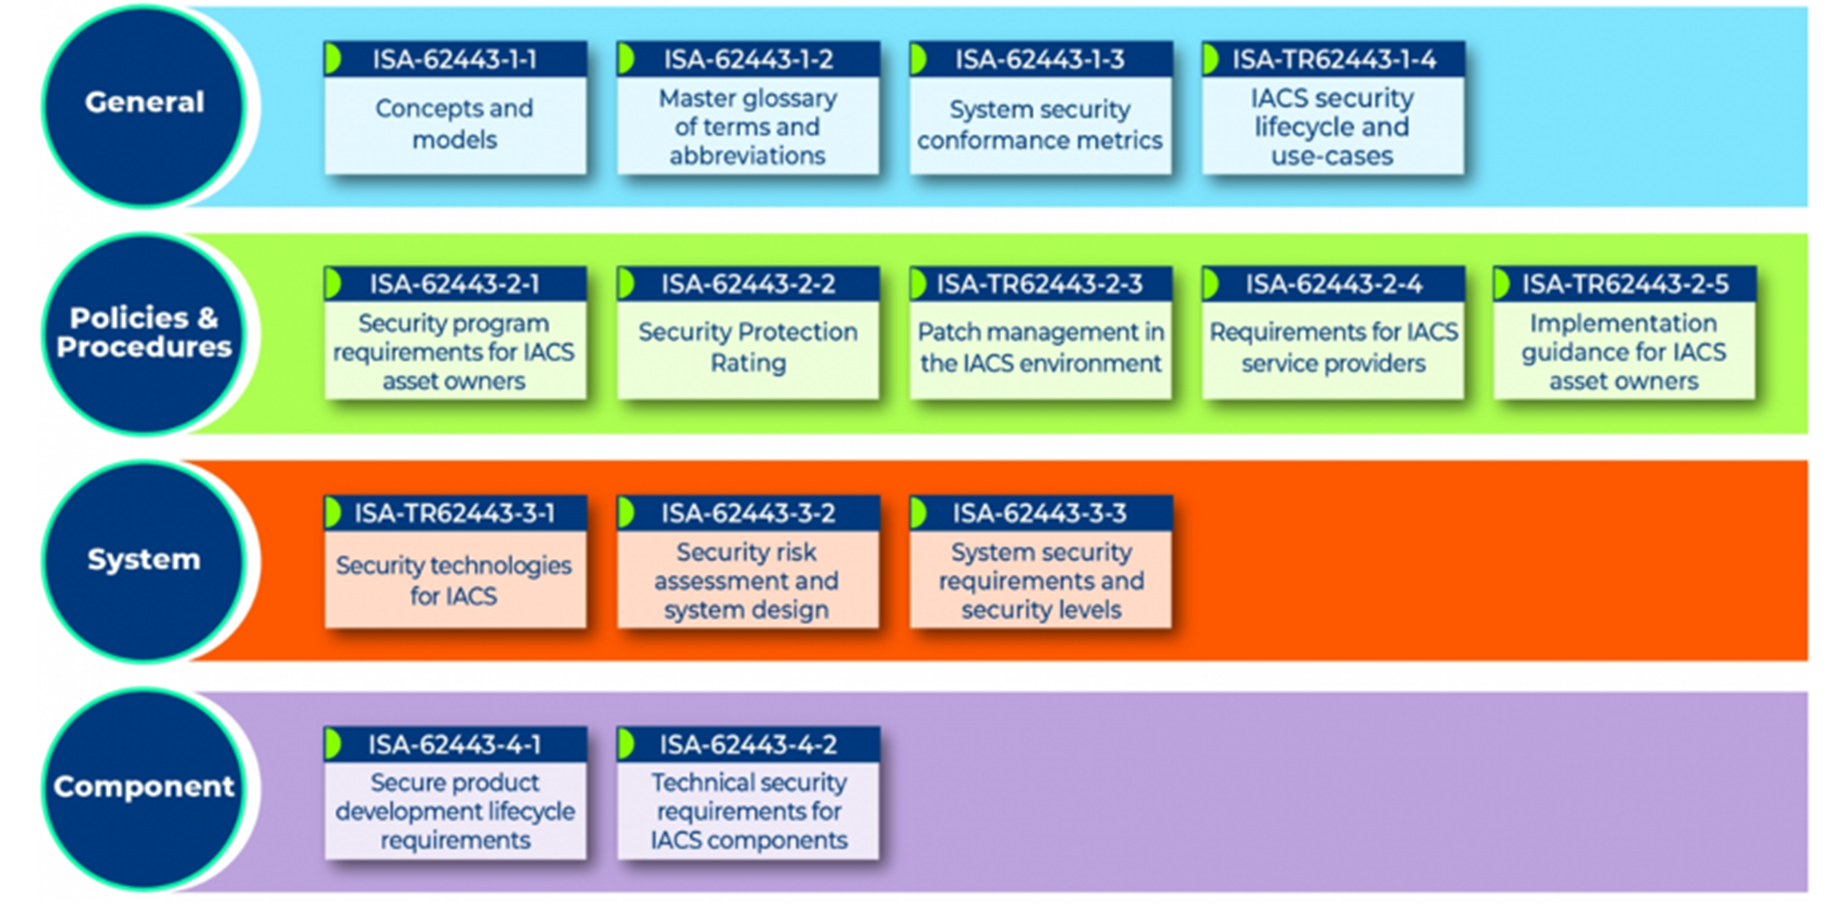 General
ISA-62443-1-1
Concepts and
models
ISA-62443-1-2
Master glossary
of terms and
abbreviations
ISA-62443-1-3
System security
conformance metrics
ISA-TR62443-1-4
IACS security
lifecycle and
use-cases
Policies &
Procedures
ISA-62443-2-1
Security program
requirements for IACS
asset owners
ISA-62443-2-2
Security Protection
Rating
ISA-TR62443-2-3
Patch management in
the IACS environment
ISA-62443-2-4
Requirements for IACS
service providers
ISA-TR62443-2-5
Implementation
guidance for IACS
asset owners
System
ISA-TR62443-3-1
Security technologies
for IACS
ISA-62443-3-2
Security risk
assessment and
system design
ISA-62443-3-3
System security
requirements and
security levels
Component
ISA-62443-4-1
Secure product
development lifecycle
requirements
ISA-62443-4-2
Technical security
requirements for
IACS components